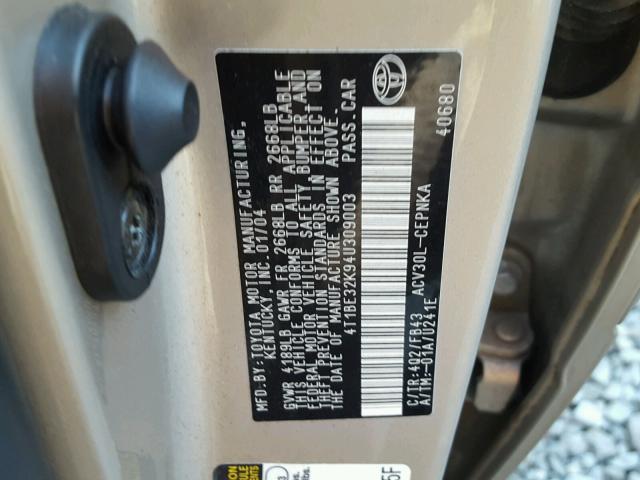 MFD.BY:TOYOTA MOTOR MANUFACTURING,
KENTUCKY, INC. 01/04
GVWR 4189LB GAWR FR 2668LB RR 2668LB
THIS VEHICLE CONFORMS TO ALL APPLICABLE
FEDERAL MOTOR VEHICLE SAFETY, BUMPER, AND
THEFT PREVENTION STANDARDS IN EFFECT ON
THE DATE OF MANUFACTURE SHOWN ABOVE.
4T1BE32K94U309003 PASS.CAR
C/TR:4Q2/FB43 ACV30L-CEPNKA
A/TM:-01A/U241E 40680
5F